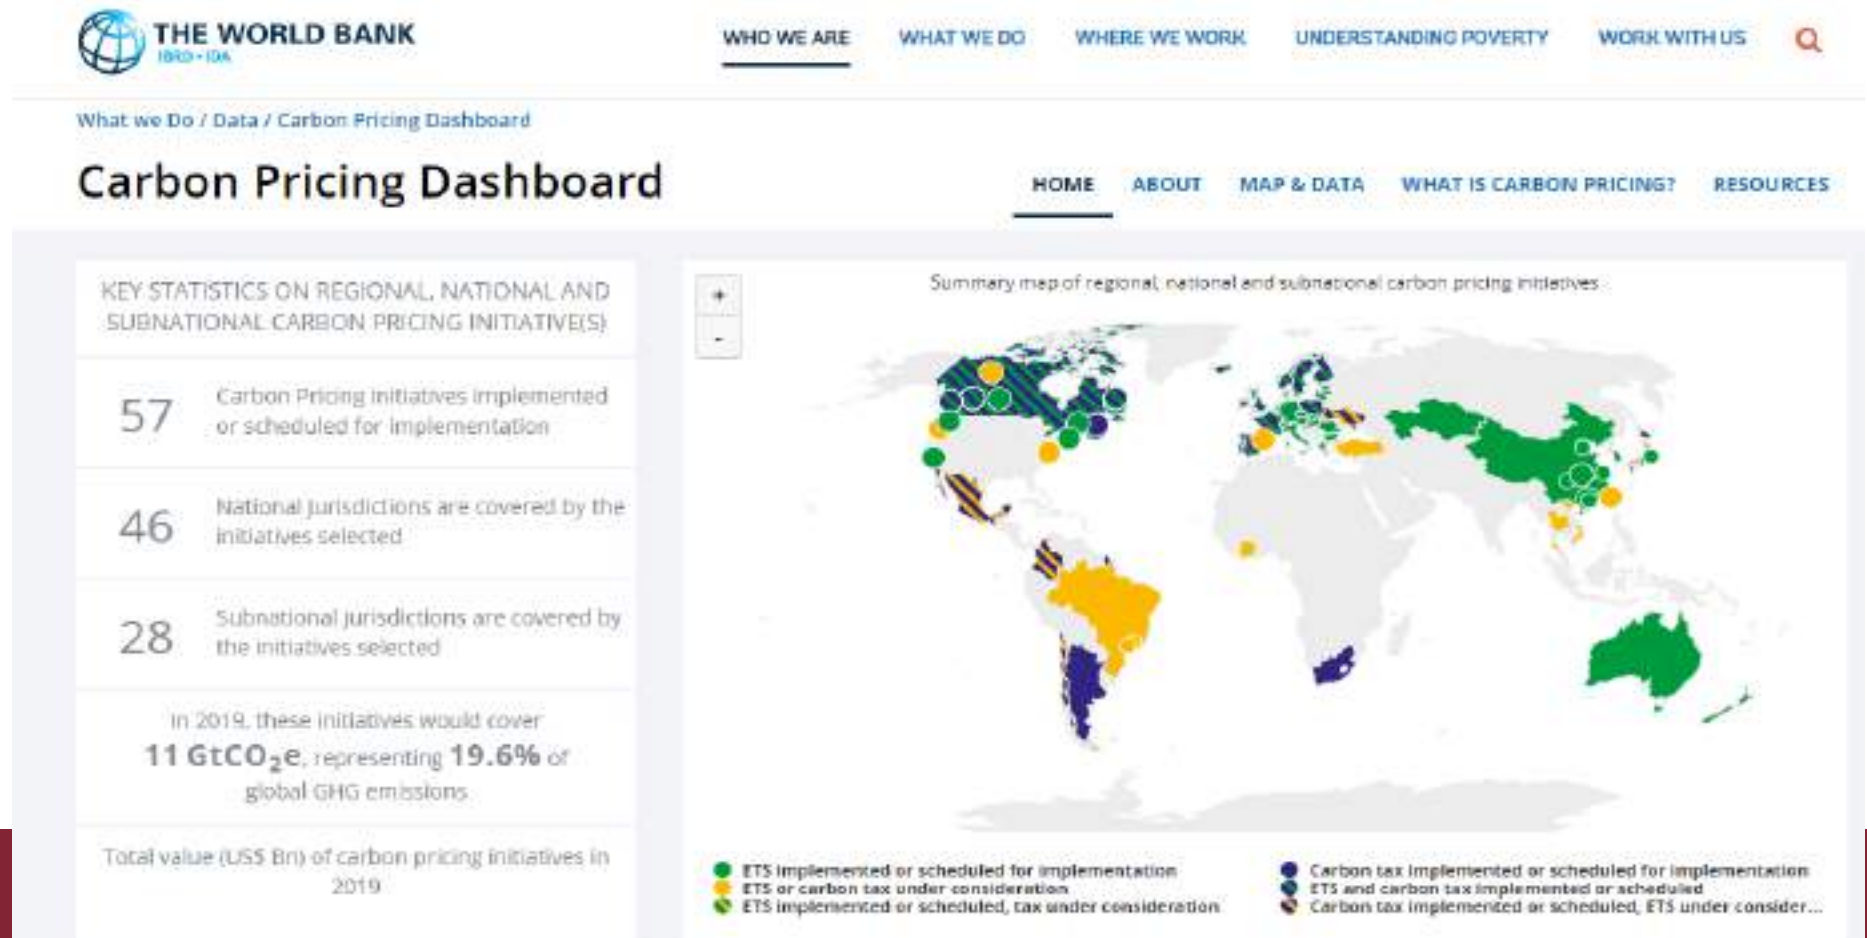 THE WORLD BANK
IBRD • IDA
WHO WE ARE
WHAT WE DO
WHERE WE WORK
UNDERSTANDING POVERTY
WORK WITH US
What we Do / Data / Carbon Pricing Dashboard
Carbon Pricing Dashboard
HOME
ABOUT
MAP & DATA
WHAT IS CARBON PRICING?
RESOURCES
KEY STATISTICS ON REGIONAL, NATIONAL AND
SUBNATIONAL CARBON PRICING INITIATIVE(S)
57
Carbon Pricing initiatives implemented
or scheduled for implementation
46
National Jurisdictions are covered by the
initiatives selected
28
Subnational Jurisdictions are covered by
the initiatives selected
In 2019, these initiatives would cover
11 GtCO₂e, representing 19.6% of
global GHG emissions
Total value (US$ Bn) of carbon pricing initiatives in
2019
+
-
Summary map of regional, national and subnational carbon pricing initiatives
ETS implemented or scheduled for implementation
ETS or carbon tax under consideration
ETS implemented or scheduled, tax under consideration
Carbon tax implemented or scheduled for implementation
ETS and carbon tax implemented or scheduled
Carbon tax implemented or scheduled, ETS under consider...